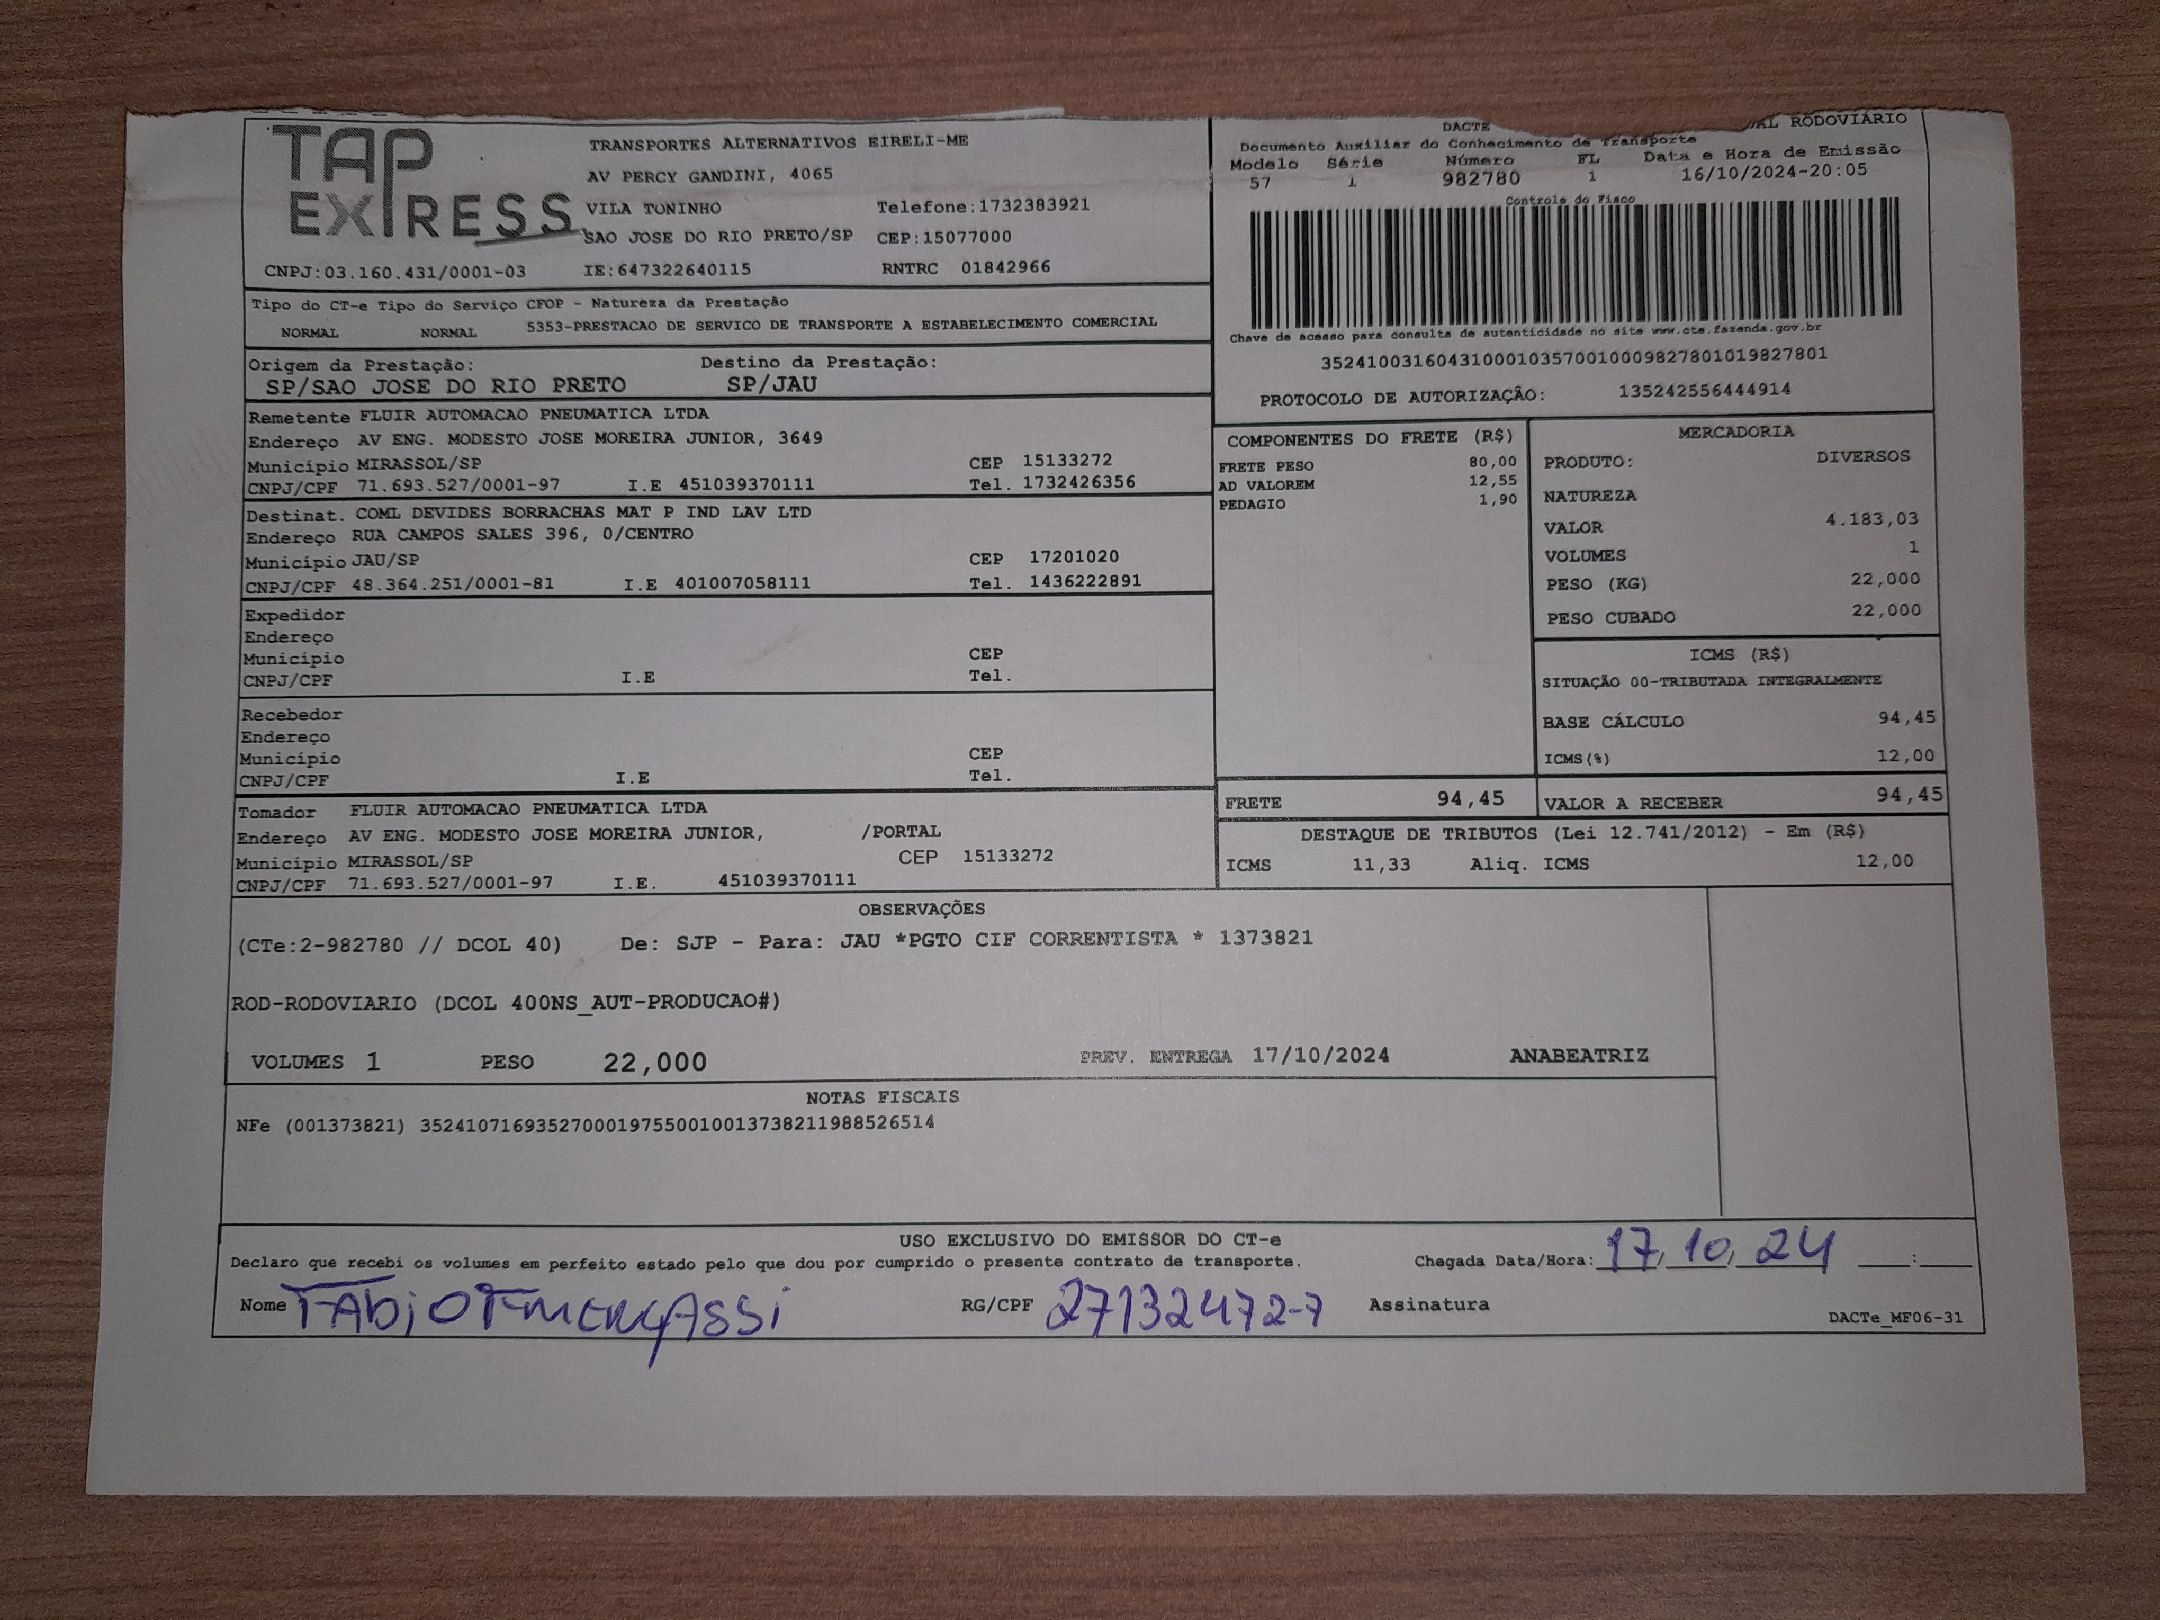 TAP EXPRESS
TRANSPORTES ALTERNATIVOS EIRELI-ME
AV PERCY GANDINI, 4065
VILA TONINHO Telefone:1732383921
SAO JOSE DO RIO PRETO/SP CEP:15077000
CNPJ:03.160.431/0001-03 IE:647322640115 RNTRC 01842966
DACTE RODOVIÁRIO
Documento Auxiliar do Conhecimento de Transporte
Modelo Série Número FL Data e Hora de Emissão
57 1 982780 1 16/10/2024-20:05
Controle do Fisco
Chave de acesso para consulta de autenticidade no site www.cte.fazenda.gov.br
35241003160431000103570010009827801019827801
PROTOCOLO DE AUTORIZAÇÃO: 135242556444914
Tipo do CT-e Tipo do Serviço CFOP - Natureza da Prestação
NORMAL NORMAL 5353-PRESTACAO DE SERVICO DE TRANSPORTE A ESTABELECIMENTO COMERCIAL
Origem da Prestação: Destino da Prestação:
SP/SAO JOSE DO RIO PRETO SP/JAU
Remetente FLUIR AUTOMACAO PNEUMATICA LTDA
Endereço AV ENG. MODESTO JOSE MOREIRA JUNIOR, 3649
Município MIRASSOL/SP CEP 15133272
CNPJ/CPF 71.693.527/0001-97 I.E 451039370111 Tel. 1732426356
Destinat. COML DEVIDES BORRACHAS MAT P IND LAV LTD
Endereço RUA CAMPOS SALES 396, 0/CENTRO
Município JAU/SP CEP 17201020
CNPJ/CPF 48.364.251/0001-81 I.E 401007058111 Tel. 1436222891
Expedidor
Endereço
Município CEP
CNPJ/CPF I.E Tel.
Recebedor
Endereço
Município CEP
CNPJ/CPF I.E Tel.
Tomador FLUIR AUTOMACAO PNEUMATICA LTDA
Endereço AV ENG. MODESTO JOSE MOREIRA JUNIOR, /PORTAL
Município MIRASSOL/SP CEP 15133272
CNPJ/CPF 71.693.527/0001-97 I.E. 451039370111
COMPONENTES DO FRETE (R$)
FRETE PESO 80,00
AD VALOREM 12,55
PEDAGIO 1,90
MERCADORIA
PRODUTO: DIVERSOS
NATUREZA
VALOR 4.183,03
VOLUMES 1
PESO (KG) 22,000
PESO CUBADO 22,000
ICMS (R$)
SITUAÇÃO 00-TRIBUTADA INTEGRALMENTE
BASE CÁLCULO 94,45
ICMS(%) 12,00
FRETE 94,45 VALOR A RECEBER 94,45
DESTAQUE DE TRIBUTOS (Lei 12.741/2012) - Em (R$)
ICMS 11,33 Aliq. ICMS 12,00
OBSERVAÇÕES
(CTe:2-982780 // DCOL 40) De: SJP - Para: JAU *PGTO CIF CORRENTISTA * 1373821
ROD-RODOVIARIO (DCOL 400NS_AUT-PRODUCAO#)
VOLUMES 1 PESO 22,000 PREV. ENTREGA 17/10/2024 ANABEATRIZ
NOTAS FISCAIS
NFe (001373821) 35241071693527000197550010013738211988526514
USO EXCLUSIVO DO EMISSOR DO CT-e
Declaro que recebi os volumes em perfeito estado pelo que dou por cumprido o presente contrato de transporte. Chegada Data/Hora: 17, 10, 24 ___:___
Nome FABiO RG/CPF 27132472-7 Assinatura
DACTe_MF06-31